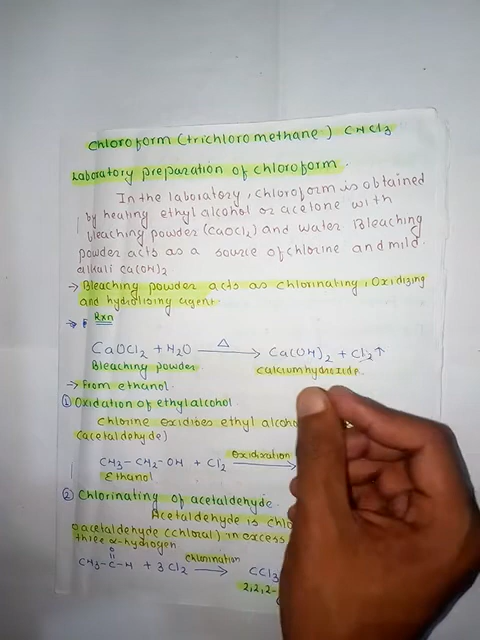 Chloroform (trichloro methane) CHCl3
Laboratory preparation of chloroform.
In the laboratory, chloroform is obtained
by heating ethyl alcohol or acetone with
bleaching powder (CaOCl2) and water Bleaching
powder acts as a source of chlorine and mild.
alkali Ca(OH)2
→ Bleaching powder acts as chlorinating, Oxidizing
and hydrolising agent.
→ Rxn
CaOCl2 + H2O —Δ→ Ca(OH)2 + Cl2↑
Bleaching powder. Calcium hydroxide.
→ From ethanol.
① Oxidation of ethyl alcohol.
Chlorine oxidises ethyl alcoho
(acetaldehyde)
CH3-CH2-OH + Cl2 —Oxidisation→
Ethanol
② Chlorinating of acetaldehyde.
Acetaldehyde is chlo
acetaldehyde (chloral) in excess
three α-hydrogen
O
CH3-C-H + 3Cl2 —chlorination→ CCl3
2,2,2-